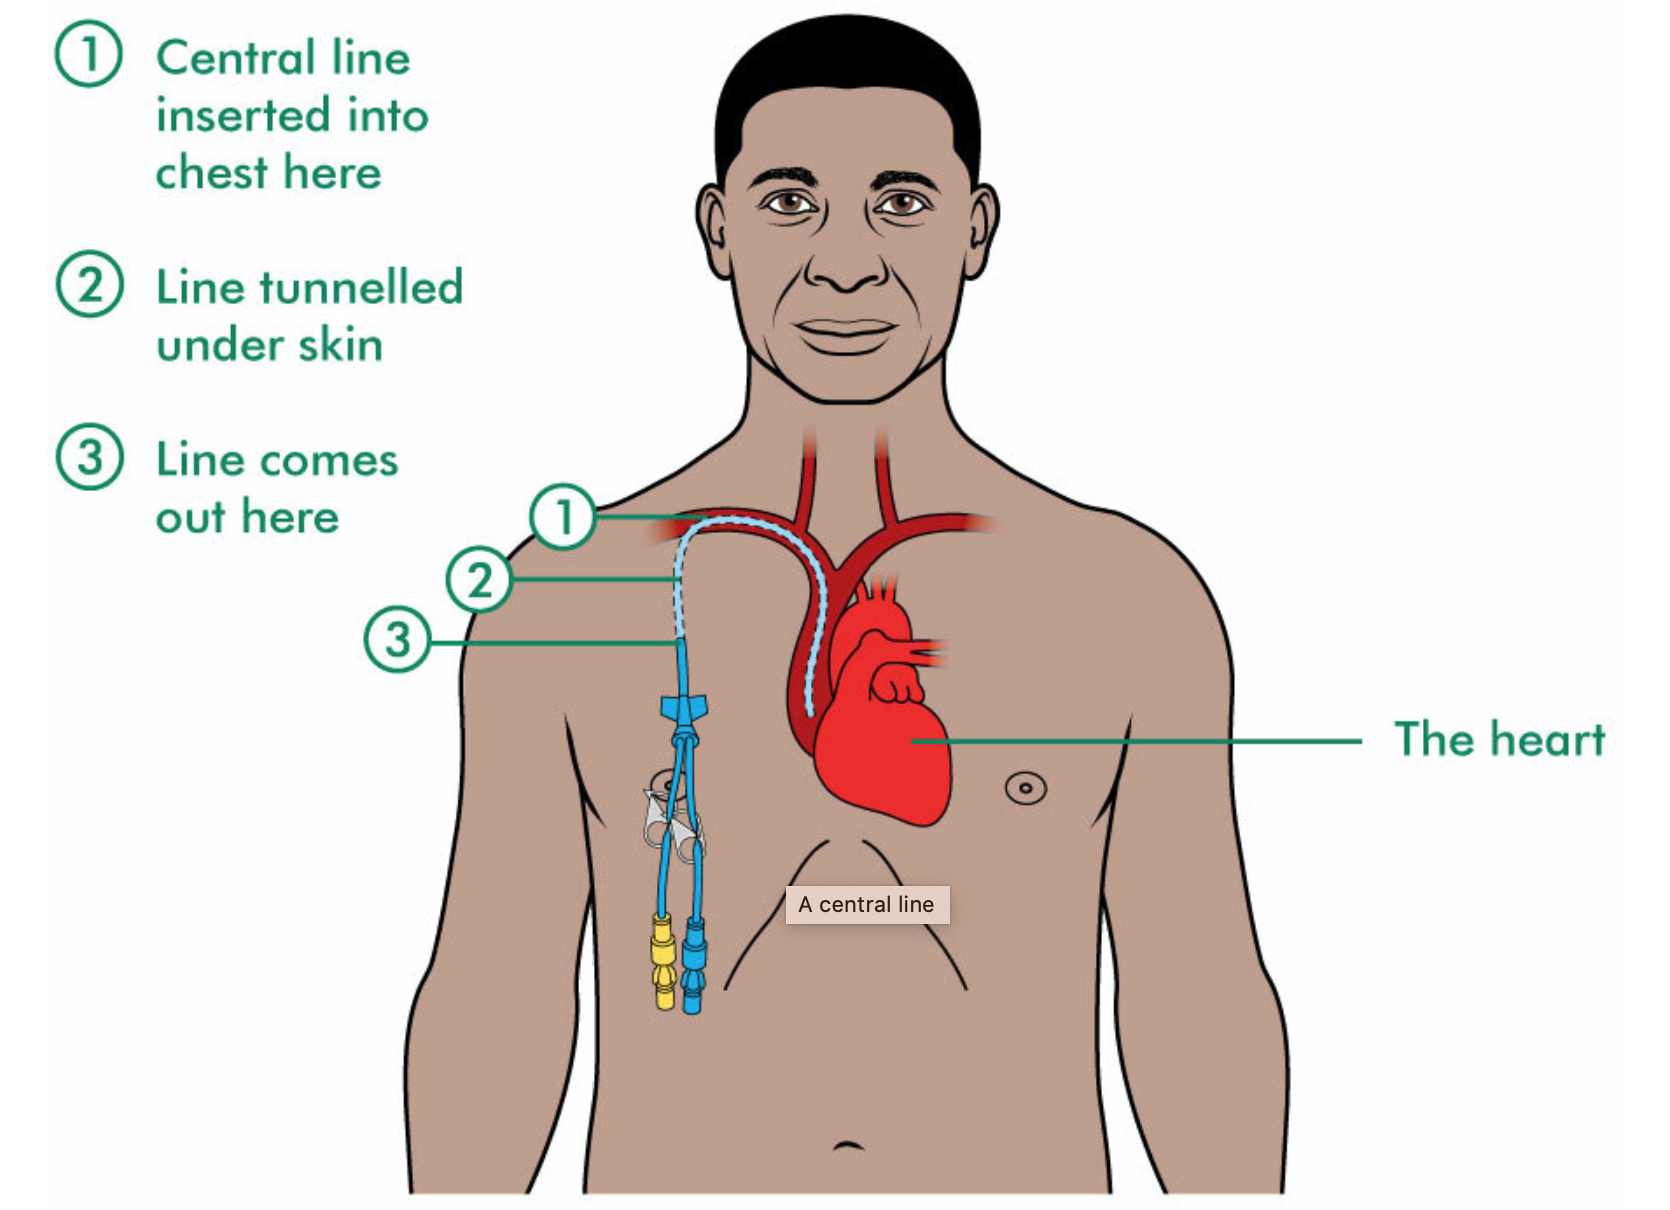 1 Central line
inserted into
chest here
2 Line tunnelled
under skin
3 Line comes
out here
1
2
3
The heart
A central line